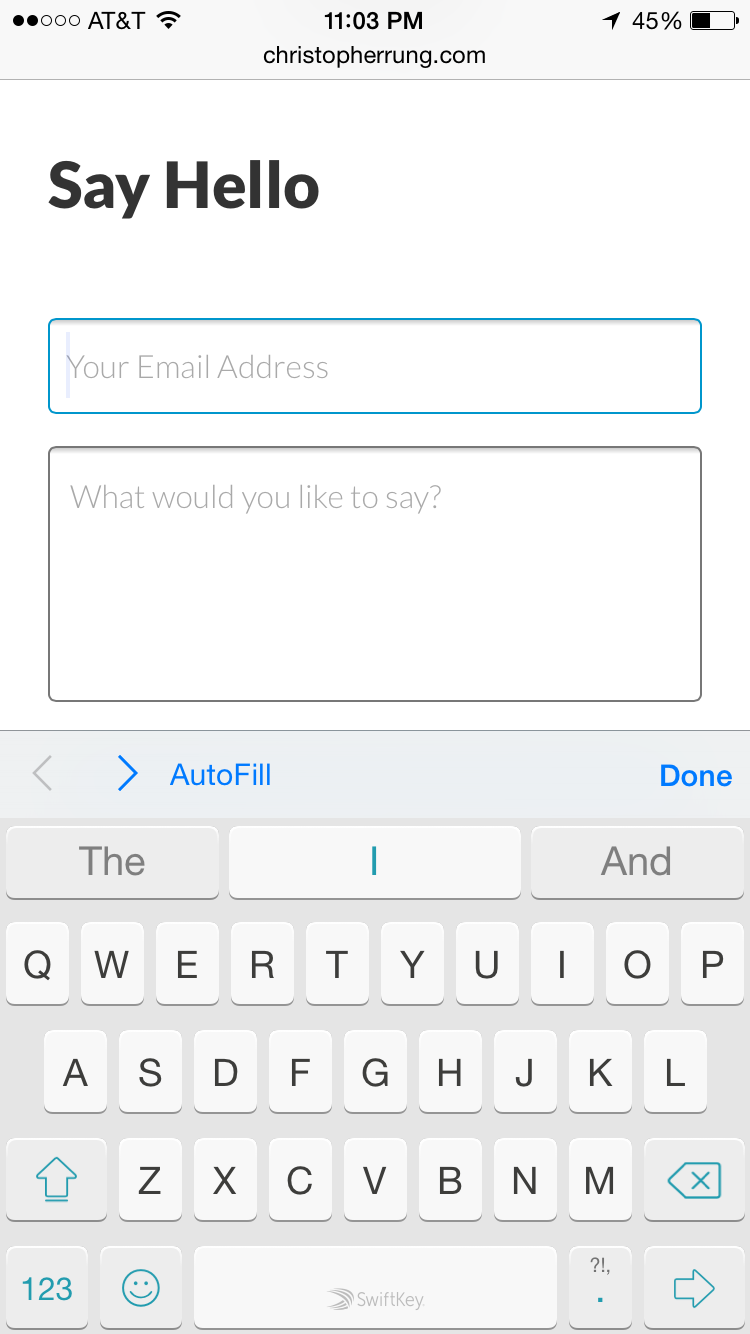 AT&T 11:03 PM 45%
christopherrung.com
Say Hello
Your Email Address
What would you like to say?
AutoFill Done
The I And
Q W E R T Y U I O P
A S D F G H J K L
Z X C V B N M
?!,
123 SwiftKey .